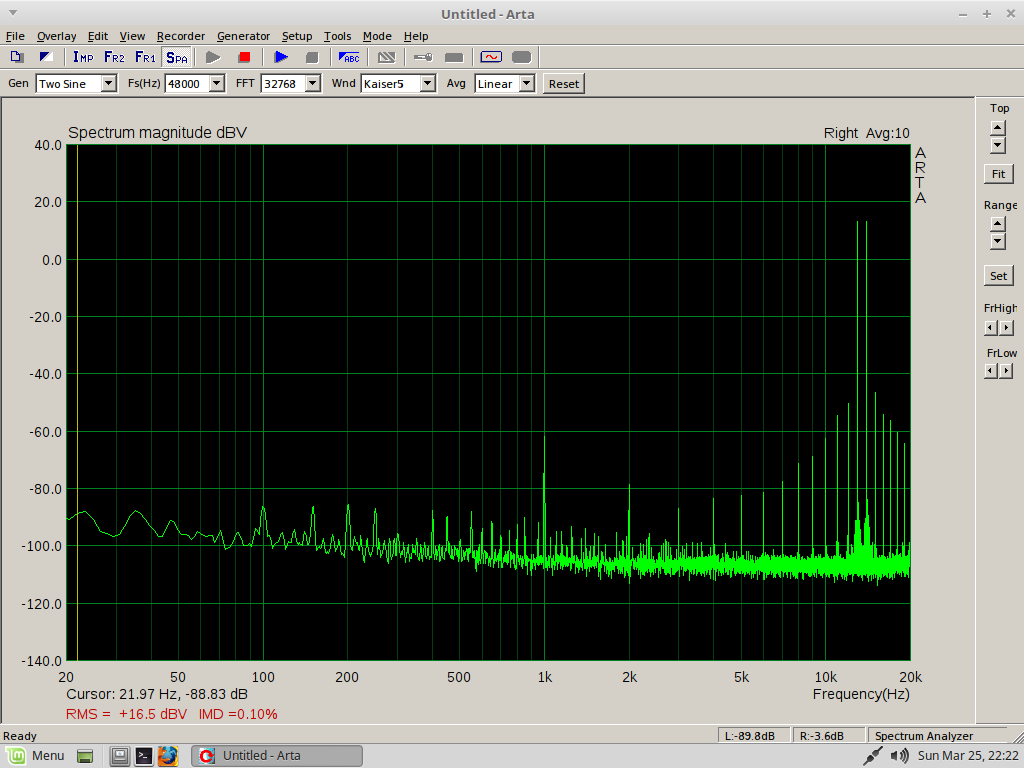 Untitled - Arta
File Overlay Edit View Recorder Generator Setup Tools Mode Help
IMP FR2 FR1 SPA ABC
Gen Two Sine Fs(Hz) 48000 FFT 32768 Wnd Kaiser5 Avg Linear Reset
Top
Spectrum magnitude dBV Right Avg:10
40.0
A
R
T
A
Fit
20.0
Range
0.0
Set
-20.0
FrHigh
FrLow
-40.0
-60.0
-80.0
-100.0
-120.0
-140.0
20 50 100 200 500 1k 2k 5k 10k 20k
Cursor: 21.97 Hz, -88.83 dB Frequency(Hz)
RMS = +16.5 dBV IMD =0.10%
Ready L:-89.8dB R:-3.6dB Spectrum Analyzer
Menu Untitled - Arta Sun Mar 25, 22:22